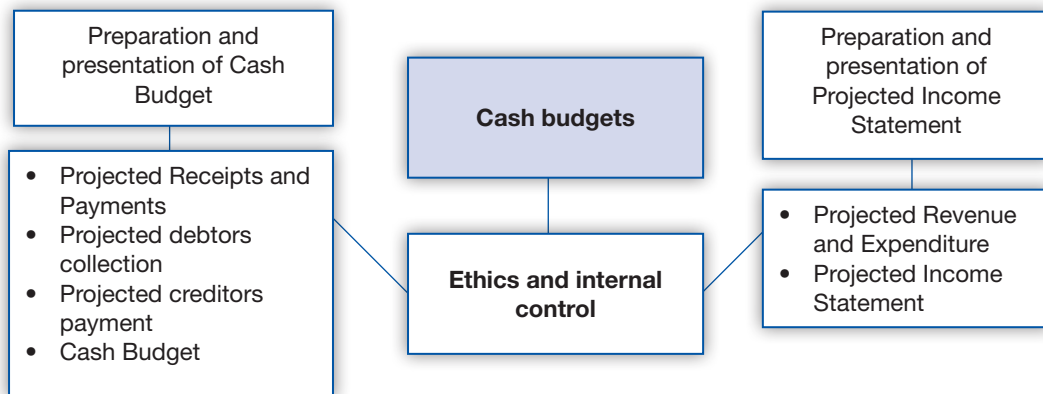 Preparation and
presentation of Cash
Budget
• Projected Receipts and
Payments
• Projected debtors
collection
• Projected creditors
payment
• Cash Budget
Cash budgets
Ethics and internal
control
Preparation and
presentation of
Projected Income
Statement
• Projected Revenue
and Expenditure
• Projected Income
Statement